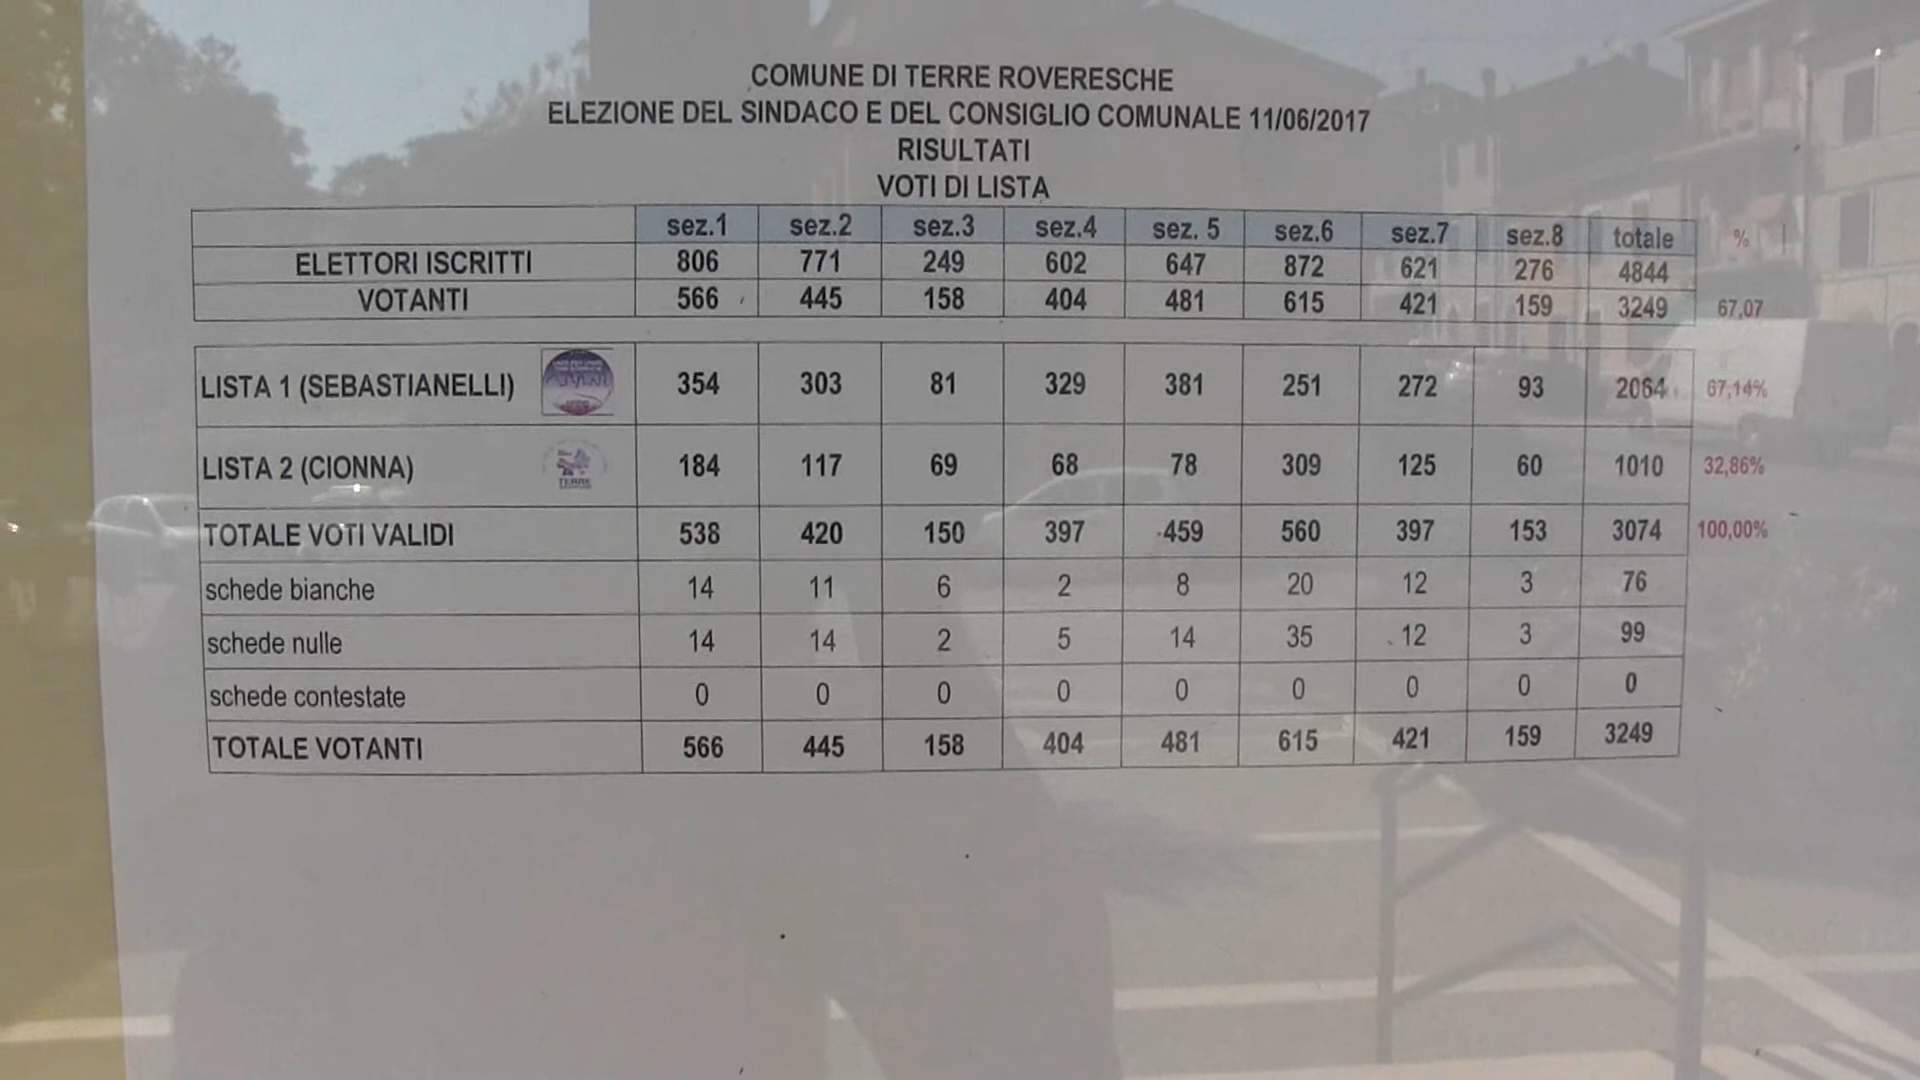 COMUNE DI TERRE ROVERESCHE
ELEZIONE DEL SINDACO E DEL CONSIGLIO COMUNALE 11/06/2017
RISULTATI
VOTI DI LISTA
sez.1 sez.2 sez.3 sez.4 sez. 5 sez.6 sez.7 sez.8 totale %
ELETTORI ISCRITTI 806 771 249 602 647 872 621 276 4844
VOTANTI 566 445 158 404 481 615 421 159 3249 67,07
LISTA 1 (SEBASTIANELLI) 354 303 81 329 381 251 272 93 2064 67,14%
LISTA 2 (CIONNA) 184 117 69 68 78 309 125 60 1010 32,86%
TERRE
TOTALE VOTI VALIDI 538 420 150 397 459 560 397 153 3074 100,00%
schede bianche 14 11 6 2 8 20 12 3 76
schede nulle 14 14 2 5 14 35 12 3 99
schede contestate 0 0 0 0 0 0 0 0 0
TOTALE VOTANTI 566 445 158 404 481 615 421 159 3249